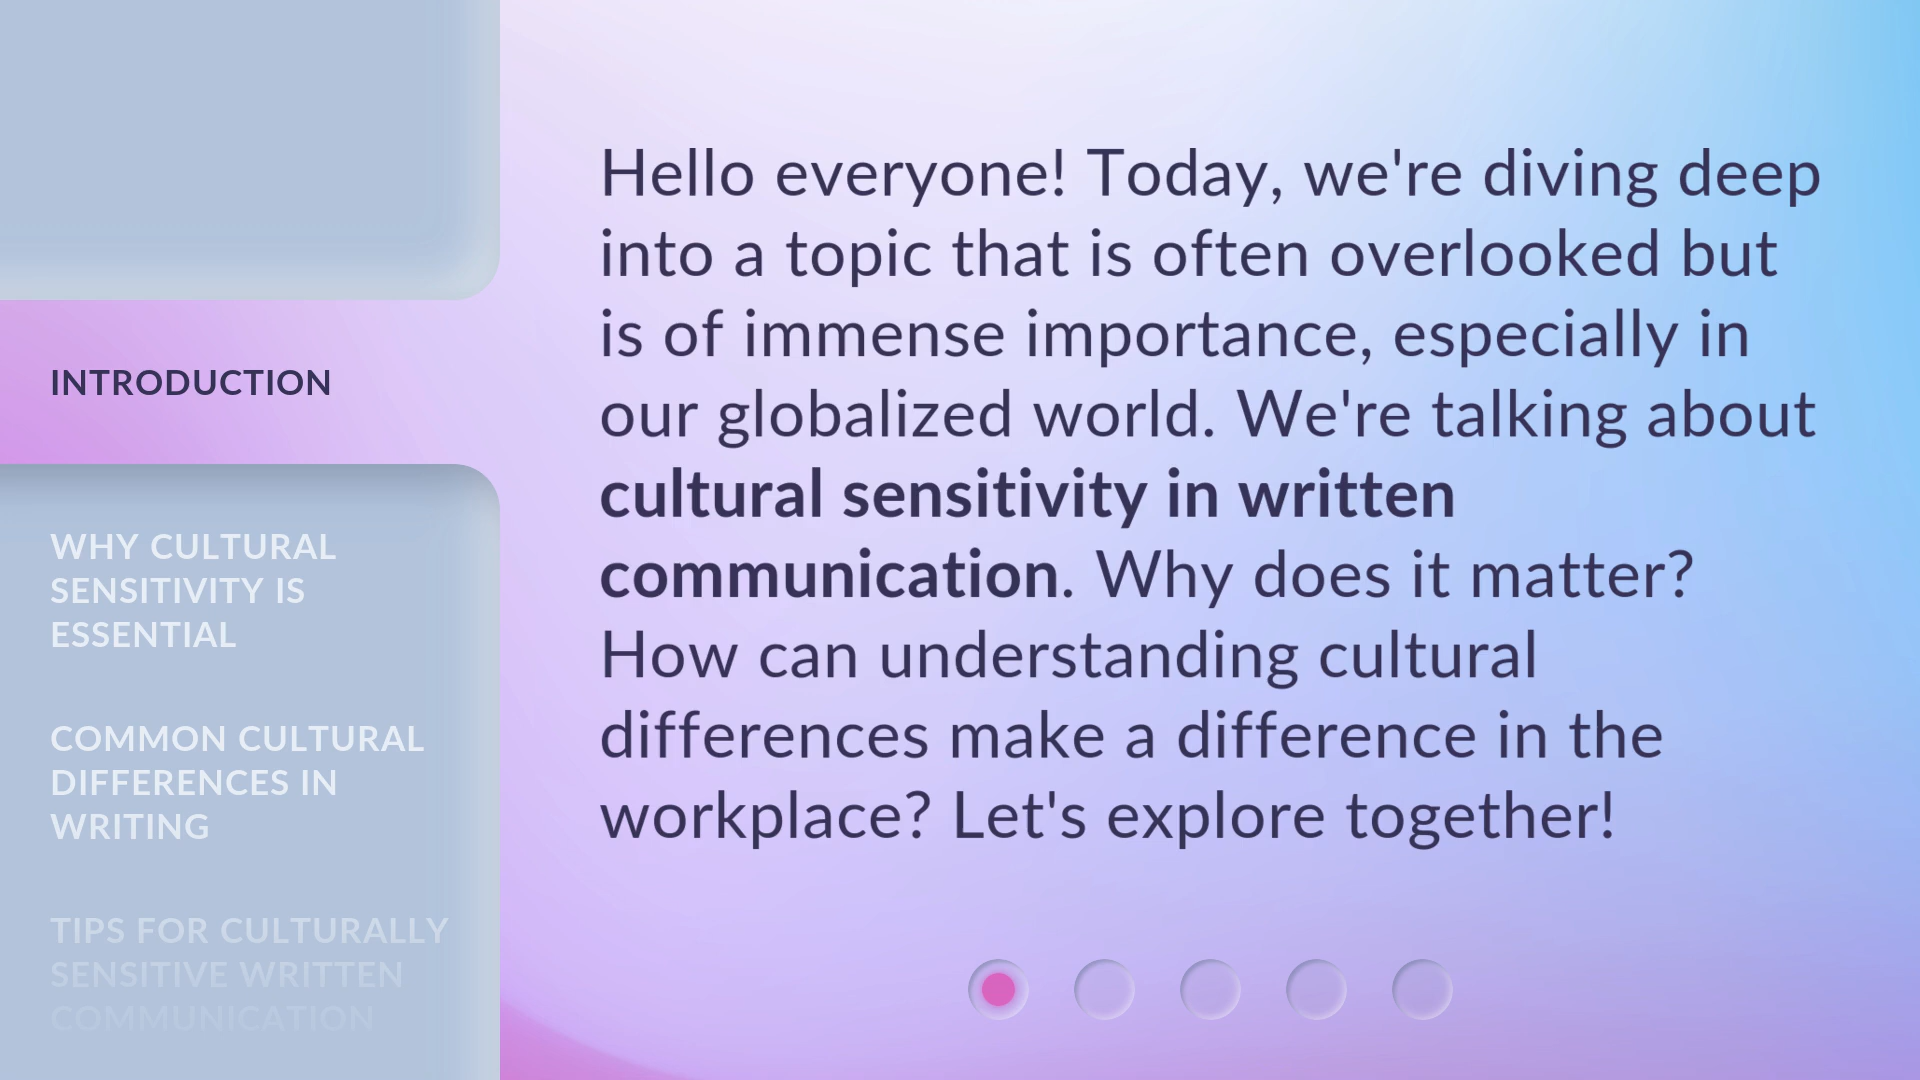 INTRODUCTION
WHY CULTURAL
SENSITIVITY IS
ESSENTIAL
COMMON CULTURAL
DIFFERENCES IN
WRITING
TIPS FOR CULTURALLY
SENSITIVE WRITTEN
COMMUNICATION
Hello everyone! Today, we're diving deep
into a topic that is often overlooked but
is of immense importance, especially in
our globalized world. We're talking about
cultural sensitivity in written
communication. Why does it matter?
How can understanding cultural
differences make a difference in the
workplace? Let's explore together!